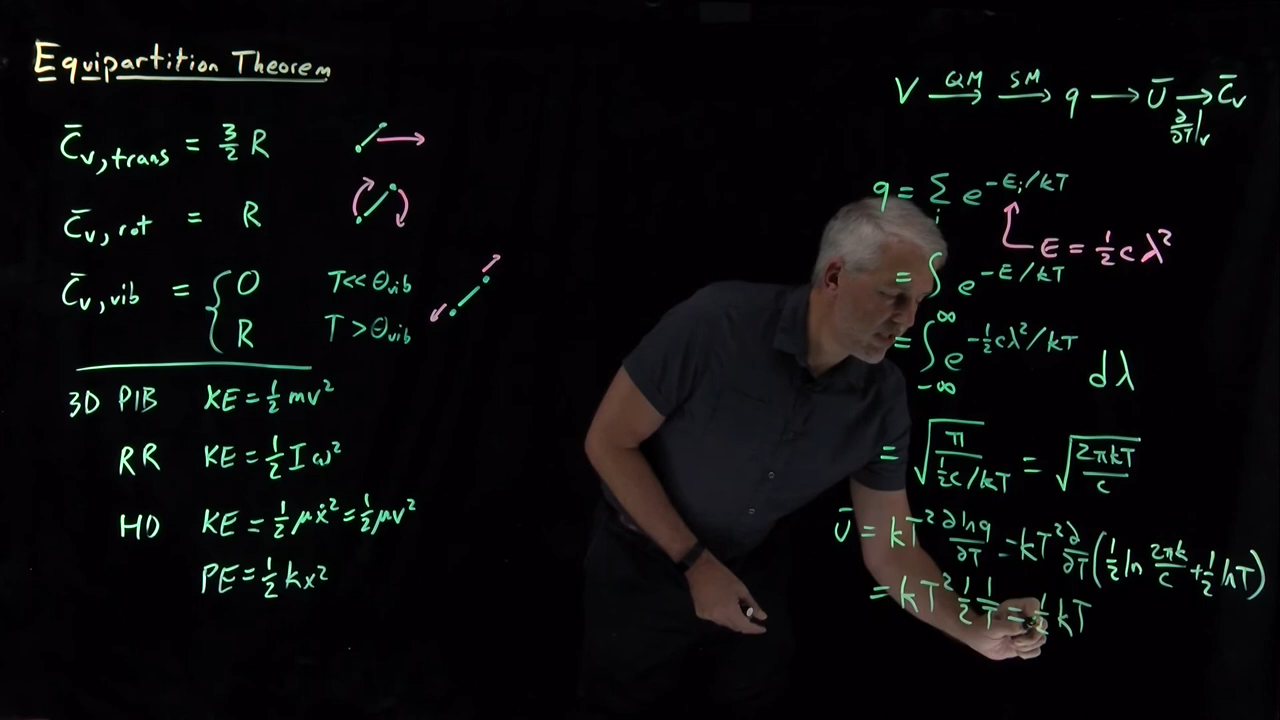 Equipartition Theorem
C̄v,trans = 3/2 R
C̄v,rot = R
C̄v,vib = { 0 T<<Θvib
R T>Θvib
3D PIB KE = 1/2 mv²
RR KE = 1/2 Iω²
HO KE = 1/2 μẋ² = 1/2 μv²
PE = 1/2 kx²
V →QM →SM q → Ū → C̄v
∂/∂T|v
q = Σi e^(-Ei/kT)
E = 1/2 cλ²
= ∫ e^(-E/kT)
= ∫_{-∞}^{∞} e^(-1/2 cλ²/kT) dλ
= √(π / (1/2 c/kT)) = √(2πkT/c)
Ū = kT² ∂lnq/∂T = kT² ∂/∂T (1/2 ln 2πk/c + 1/2 lnT)
= kT² 1/2 1/T = 1/2 kT